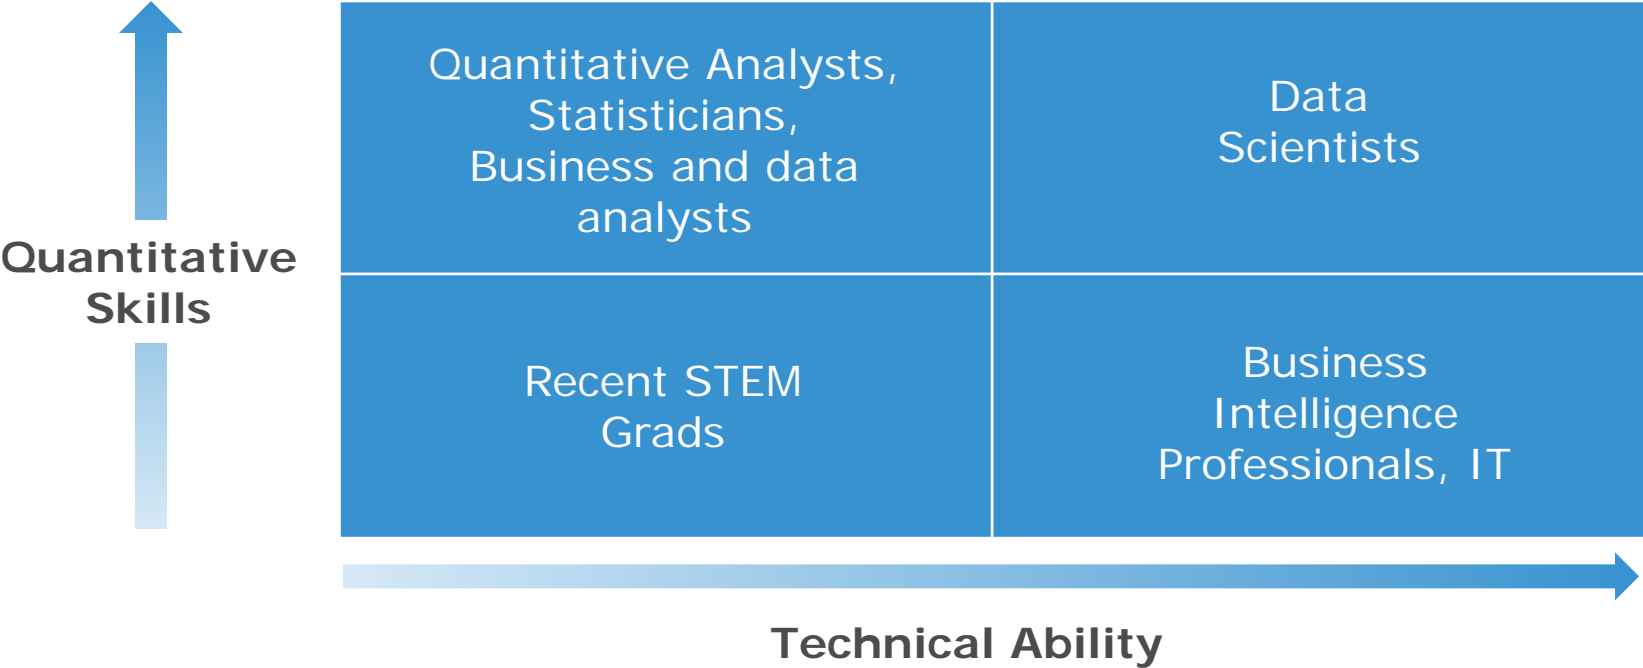 Quantitative Analysts,
Statisticians,
Business and data
analysts
Data
Scientists
Quantitative
Skills
Recent STEM
Grads
Business
Intelligence
Professionals, IT
Technical Ability